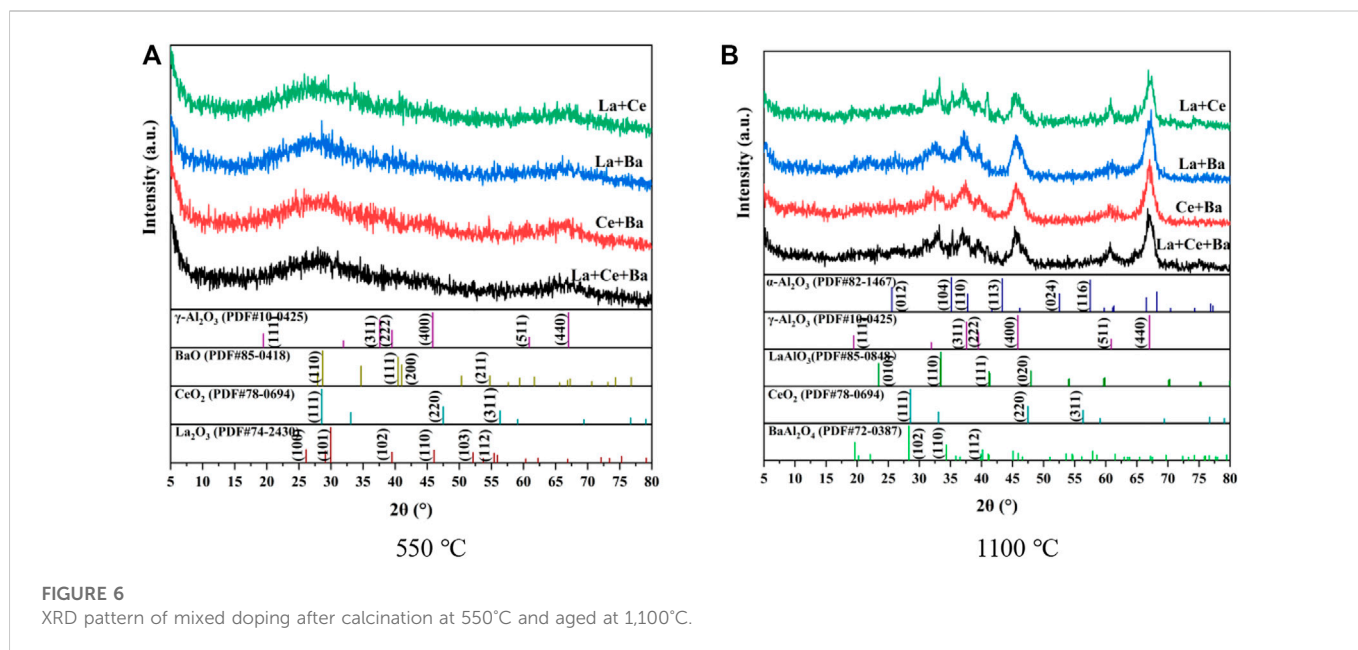 A
Intensity (a.u.)
La+Ce
La+Ba
Ce+Ba
La+Ce+Ba
γ-Al₂O₃ (PDF#10-0425)
(111)
(311)
(222)
(400)
(511)
(440)
BaO (PDF#85-0418)
(110)
(111)
(200)
(211)
CeO₂ (PDF#78-0694)
(111)
(220)
(311)
La₂O₃ (PDF#74-2430)
(100)
(101)
(102)
(110)
(103)
(112)
5 10 15 20 25 30 35 40 45 50 55 60 65 70 75 80
2θ (°)
550 ℃
B
Intensity (a.u.)
La+Ce
La+Ba
Ce+Ba
La+Ce+Ba
α-Al₂O₃ (PDF#82-1467)
(012)
(104)
(110)
(113)
(024)
(116)
γ-Al₂O₃ (PDF#10-0425)
(111)
(311)
(222)
(400)
(511)
(440)
LaAlO₃(PDF#85-0848)
(010)
(110)
(111)
(020)
CeO₂ (PDF#78-0694)
(111)
(220)
(311)
BaAl₂O₄ (PDF#72-0387)
(102)
(110)
(112)
5 10 15 20 25 30 35 40 45 50 55 60 65 70 75 80
2θ (°)
1100 ℃
FIGURE 6
XRD pattern of mixed doping after calcination at 550°C and aged at 1,100°C.